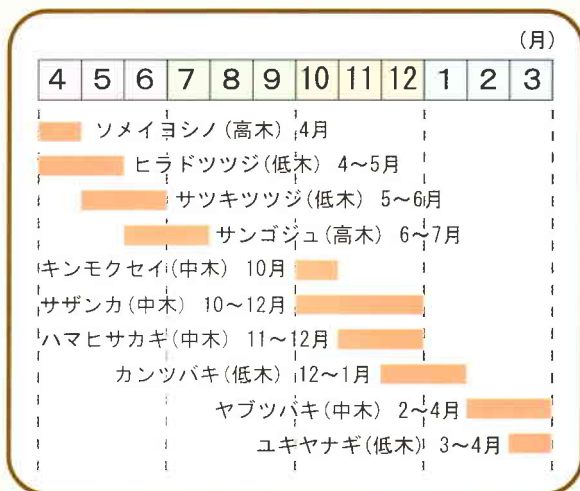 (月)
4 5 6 7 8 9 10 11 12 1 2 3
ソメイヨシノ(高木) 4月
ヒラドツツジ(低木) 4～5月
サツキツツジ(低木) 5～6月
サンゴジュ(高木) 6～7月
キンモクセイ(中木) 10月
サザンカ(中木) 10～12月
ハマヒサカキ(中木) 11～12月
カンツバキ(低木) 12～1月
ヤブツバキ(中木) 2～4月
ユキヤナギ(低木) 3～4月